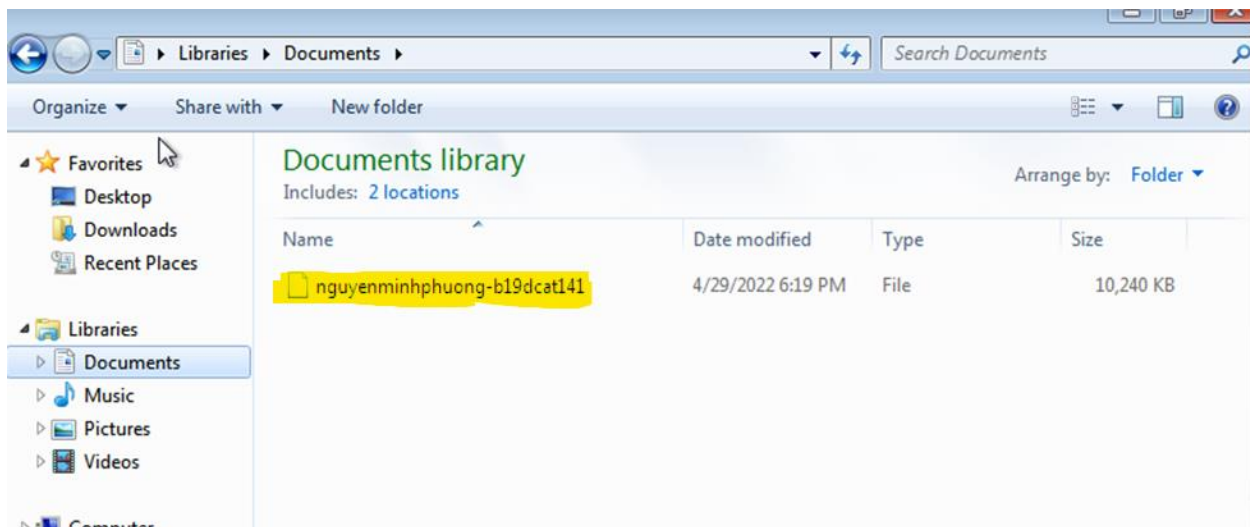 Libraries Documents Search Documents
Organize Share with New folder
Favorites
Desktop
Downloads
Recent Places
Libraries
Documents
Music
Pictures
Videos
Computer
Documents library
Includes: 2 locations
Arrange by: Folder
Name Date modified Type Size
nguyenminhphuong-b19dcat141 4/29/2022 6:19 PM File 10,240 KB